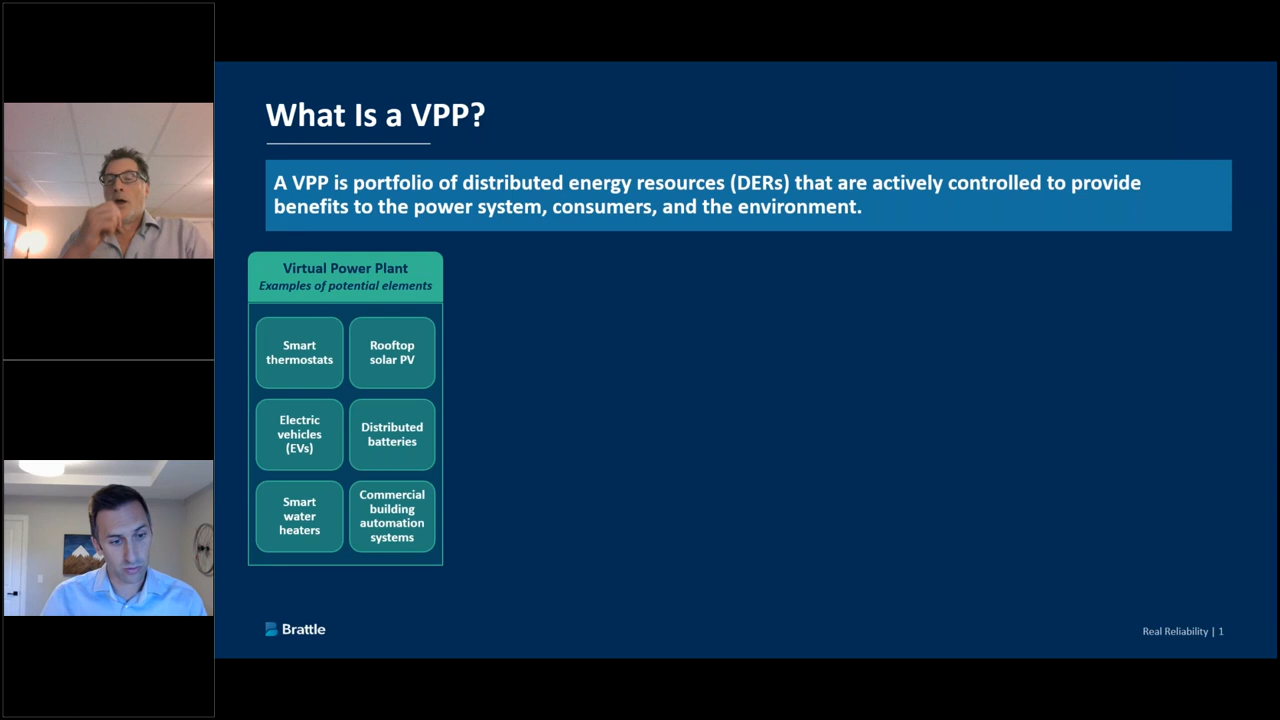 What Is a VPP?
A VPP is portfolio of distributed energy resources (DERs) that are actively controlled to provide
benefits to the power system, consumers, and the environment.
Virtual Power Plant
Examples of potential elements
Smart
thermostats
Rooftop
solar PV
Electric
vehicles
(EVs)
Distributed
batteries
Smart
water
heaters
Commercial
building
automation
systems
Brattle
Real Reliability | 1